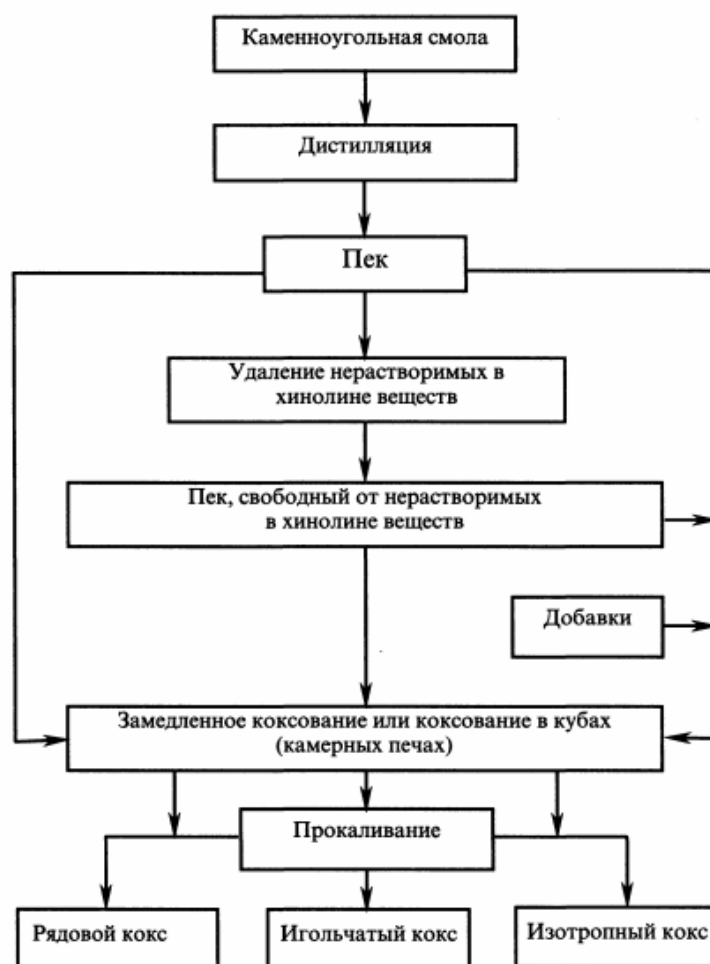 Каменноугольная смола
Дистилляция
Пек
Удаление нерастворимых в
хинолине веществ
Пек, свободный от нерастворимых
в хинолине веществ
Добавки
Замедленное коксование или коксование в кубах
(камерных печах)
Прокаливание
Рядовой кокс
Игольчатый кокс
Изотропный кокс